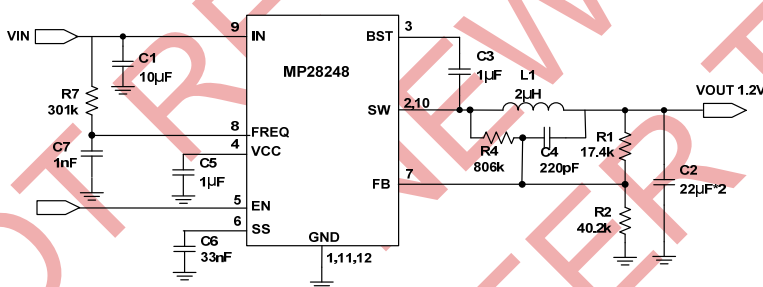 VIN
9
IN
BST
3
C1
10µF
MP28248
C3
1µF
L1
2µH
R7
301k
SW
2,10
VOUT 1.2V
8
FREQ
4
VCC
C7
1nF
C5
1µF
R4
806k
C4
220pF
R1
17.4k
FB
7
C2
22µF*2
5
EN
6
SS
R2
40.2k
C6
33nF
GND
1,11,12